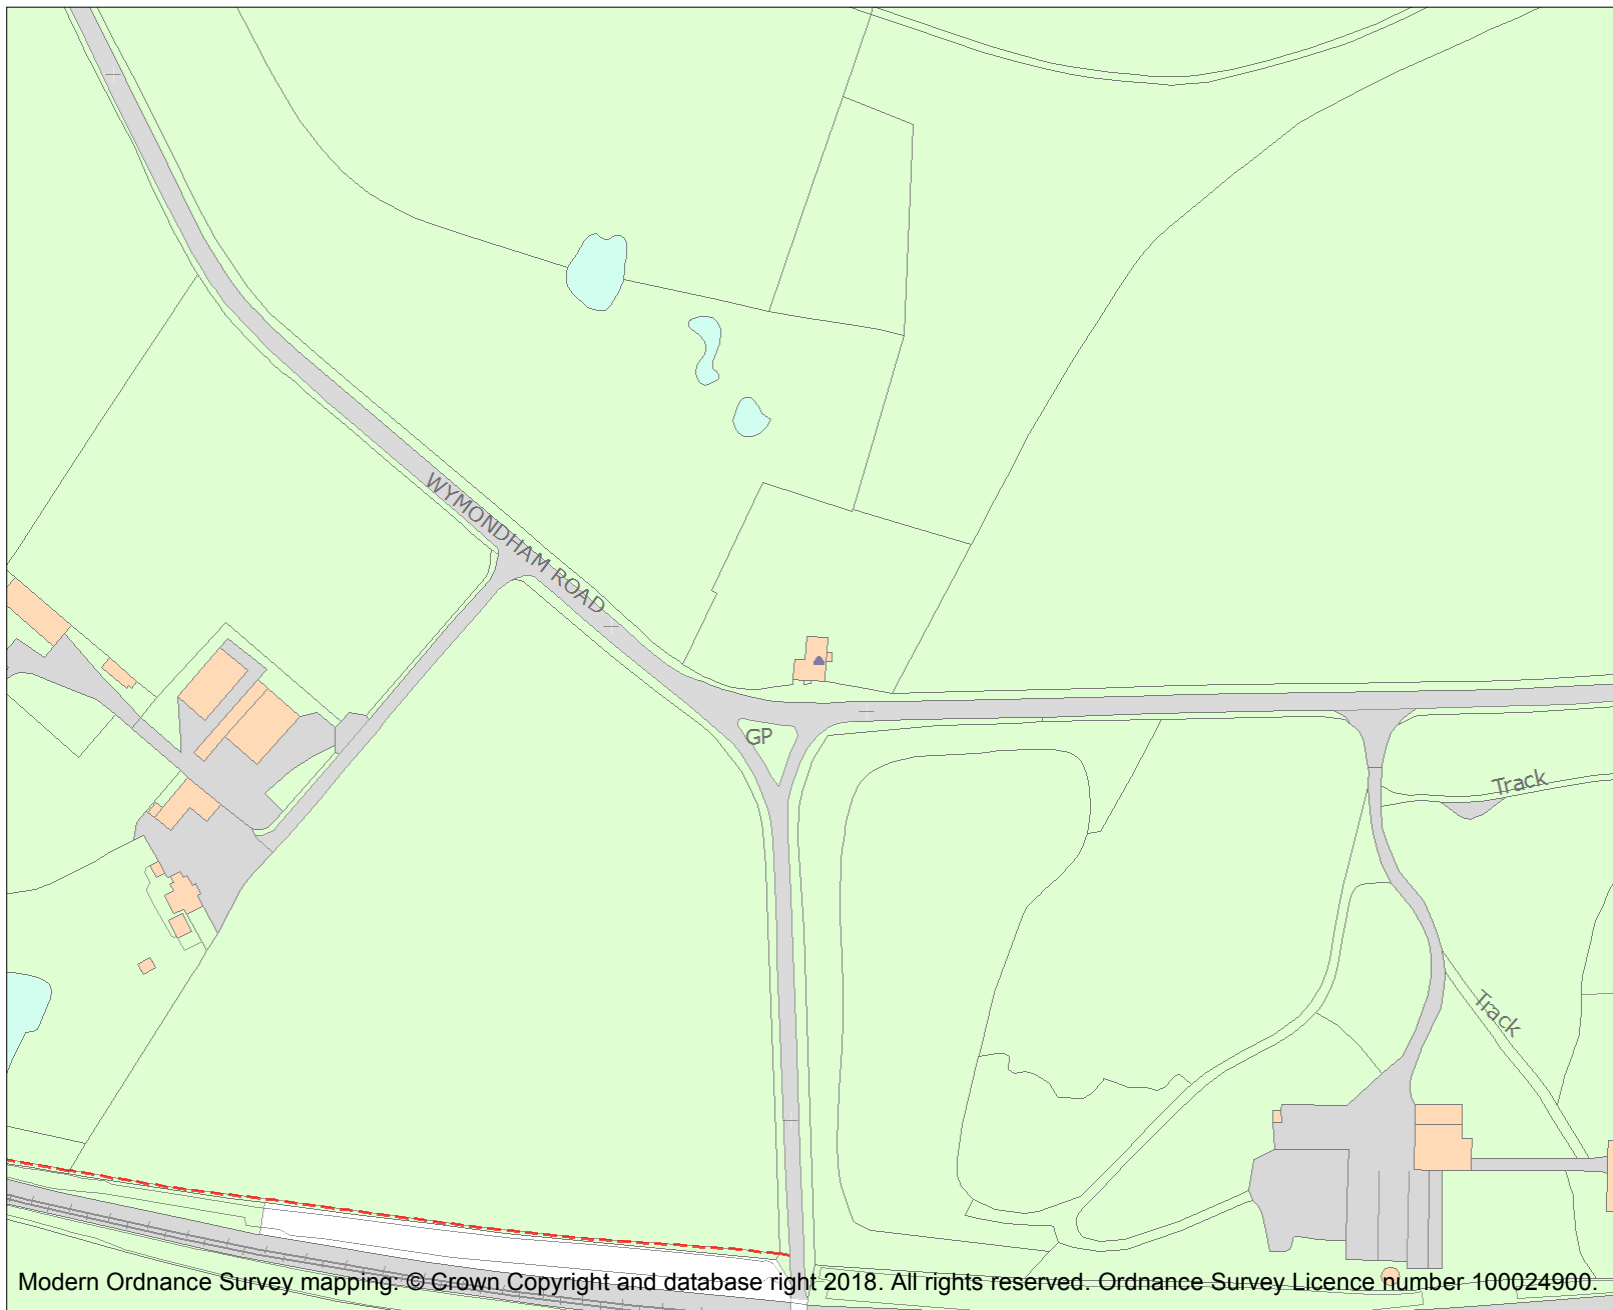 WYMONDHAM ROAD
GP
Track
Track
Modern Ordnance Survey mapping: © Crown Copyright and database right 2018. All rights reserved. Ordnance Survey Licence number 100024900.